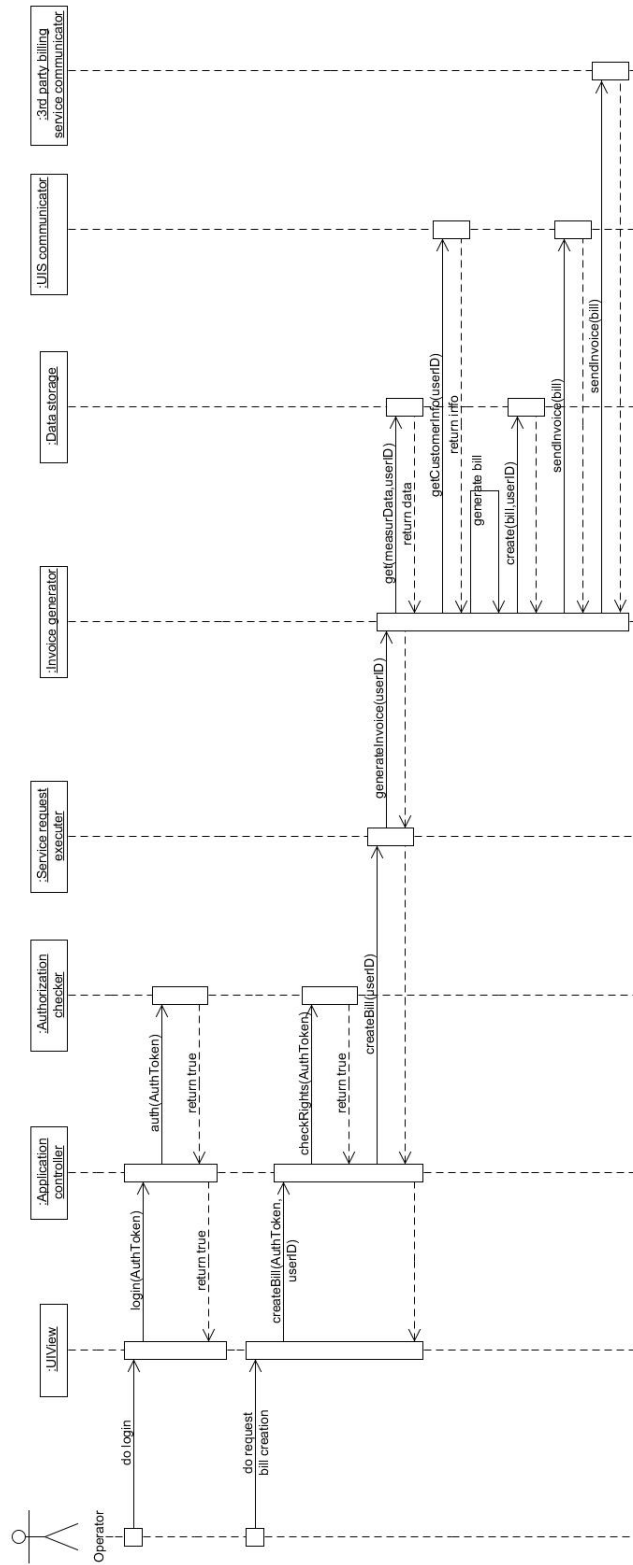 Operator
:UIView
:Application
controller
:Authorization
checker
:Service request
executer
:Invoice generator
:Data storage
:UIS communicator
:3rd party billing
service communicator
do login
login(AuthToken)
auth(AuthToken)
return true
return true
do request
bill creation
createBill(AuthToken,
userID)
checkRights(AuthToken)
return true
createBill(userID)
generateInvoice(userID)
get(measurData,userID)
return data
getCustomerInfo(userID)
return info
generate bill
create(bill,userID)
sendInvoice(bill)
sendInvoice(bill)